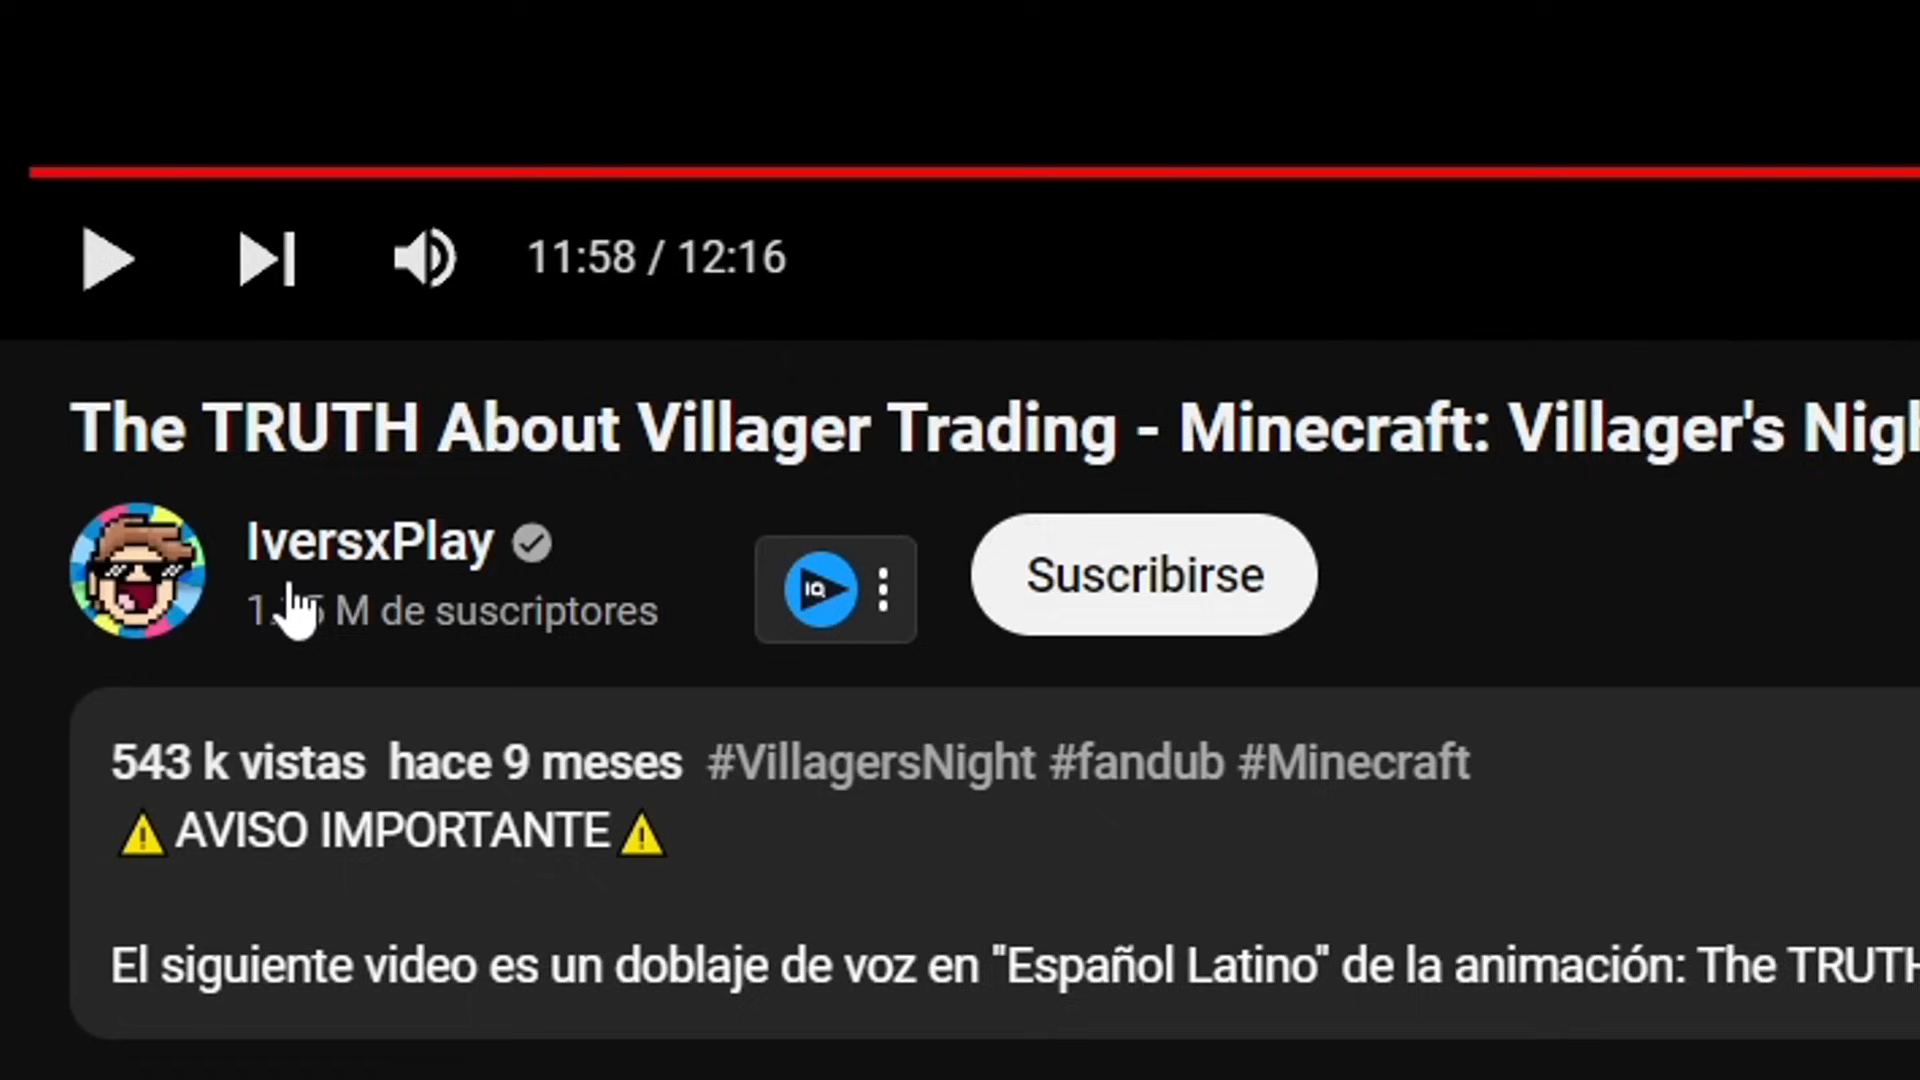 11:58 / 12:16
The TRUTH About Villager Trading - Minecraft: Villager's
IversxPlay
M de suscriptores
IQ
Suscribirse
543 k vistas hace 9 meses #VillagersNight #fandub #Minecraft
⚠️AVISO IMPORTANTE⚠️
El siguiente video es un doblaje de voz en "Español Latino" de la animación: The TRUTH